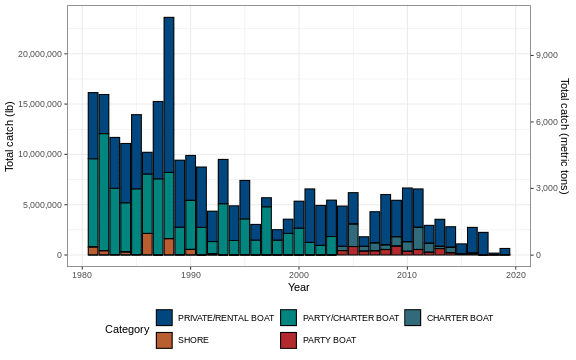 Total catch (lb)
20,000,000
15,000,000
10,000,000
5,000,000
0
9,000
6,000
3,000
0
Total catch (metric tons)
1980 1990 2000 2010 2020
Year
Category
PRIVATE/RENTAL BOAT PARTY/CHARTER BOAT CHARTER BOAT
SHORE PARTY BOAT